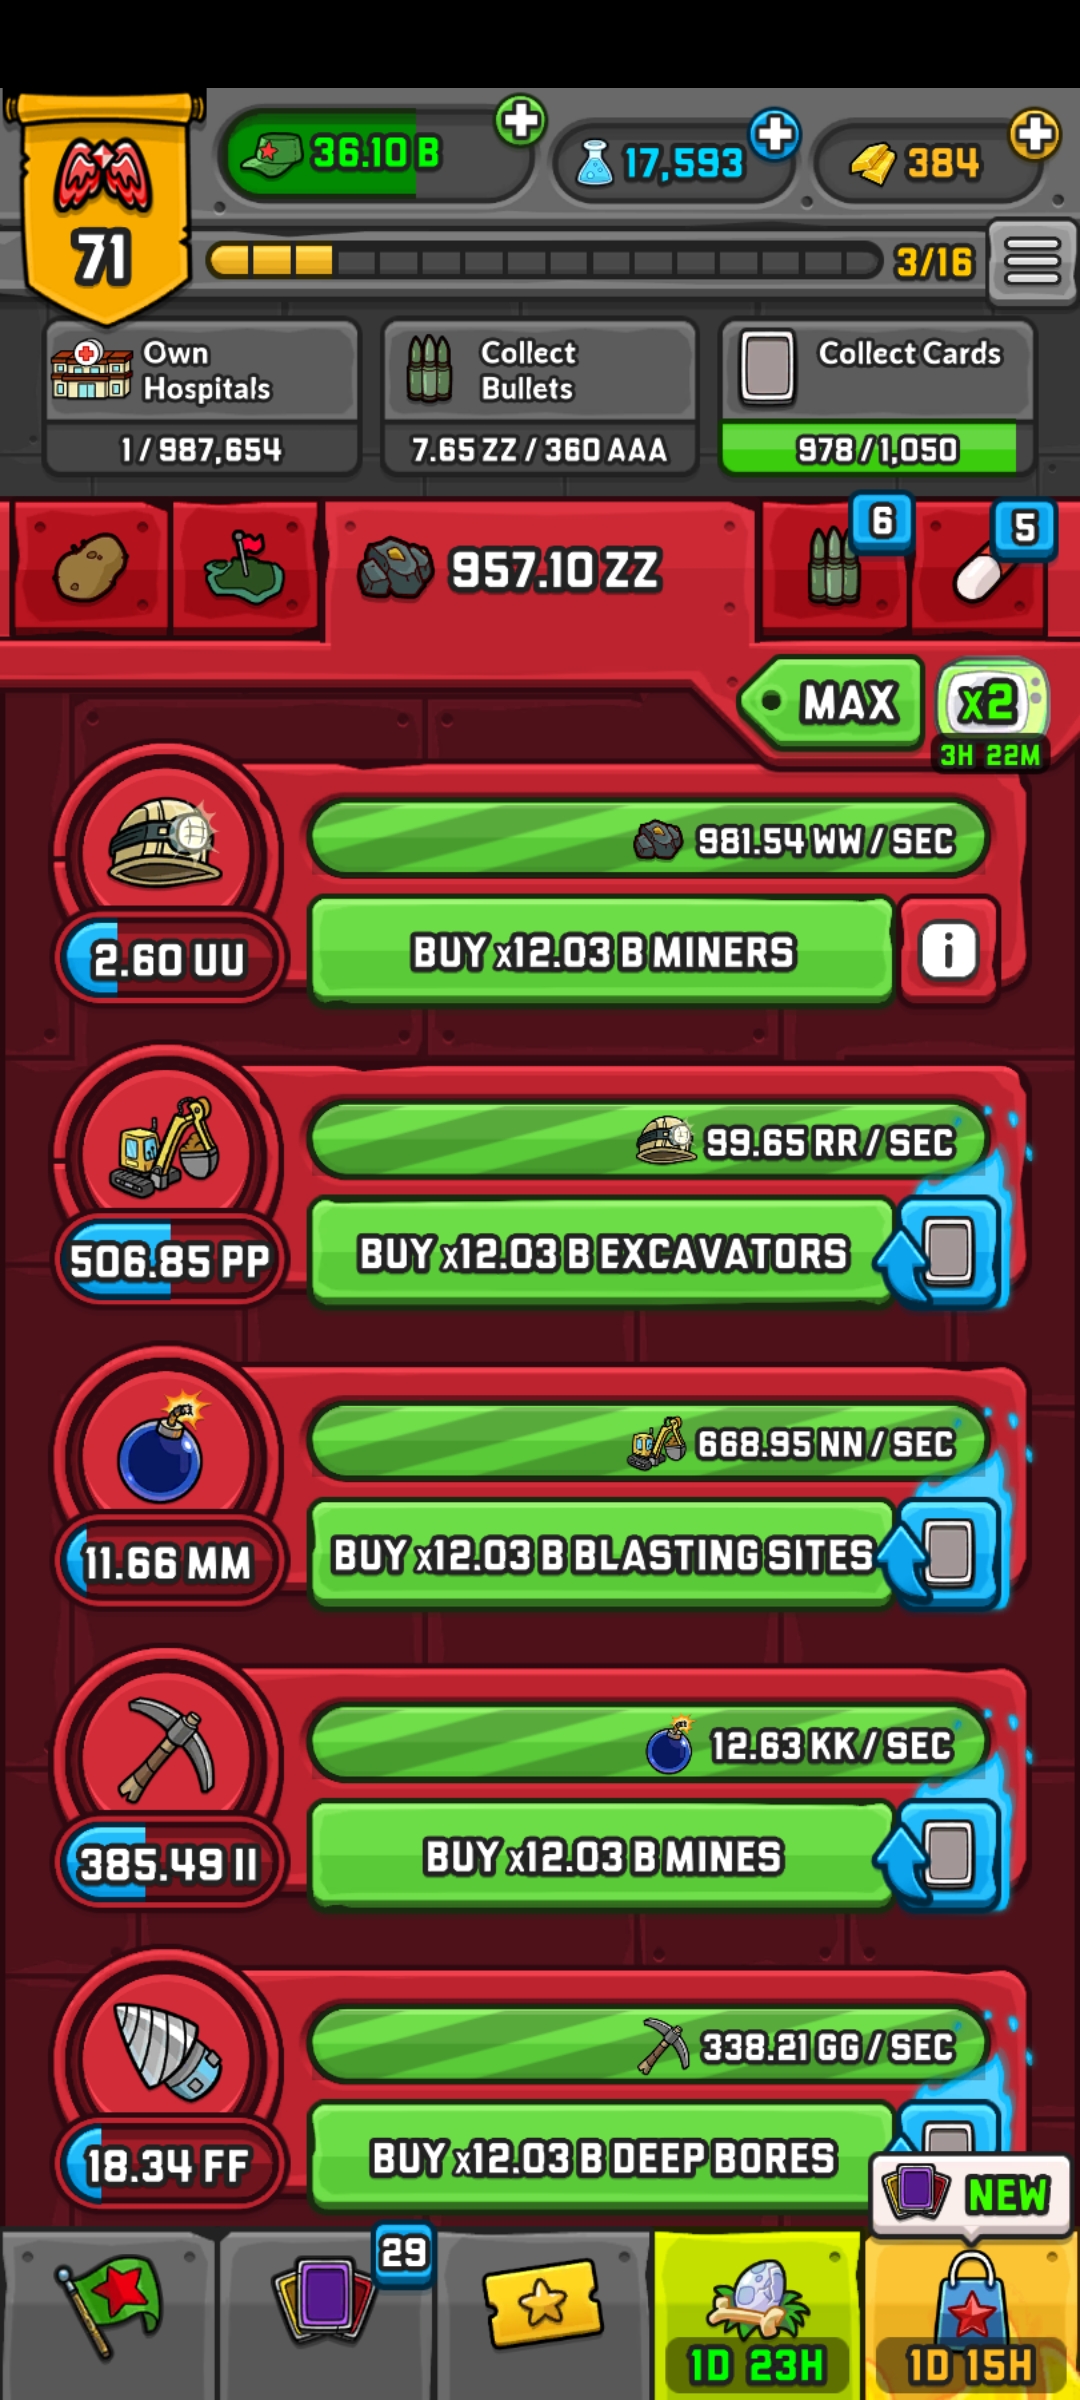 36.10 B
17,593
384
71
3/16
Own
Hospitals
1 / 987,654
Collect
Bullets
7.65 ZZ / 360 AAA
Collect Cards
978 / 1,050
957.10 ZZ
6
5
MAX
x2
3H 22M
981.54 WW / SEC
2.60 UU
BUY x12.03 B MINERS
i
99.65 RR / SEC
506.85 PP
BUY x12.03 B EXCAVATORS
668.95 NN / SEC
11.66 MM
BUY x12.03 B BLASTING SITES
12.63 KK / SEC
385.49 II
BUY x12.03 B MINES
338.21 GG / SEC
18.34 FF
BUY x12.03 B DEEP BORES
NEW
29
1D 23H
1D 15H